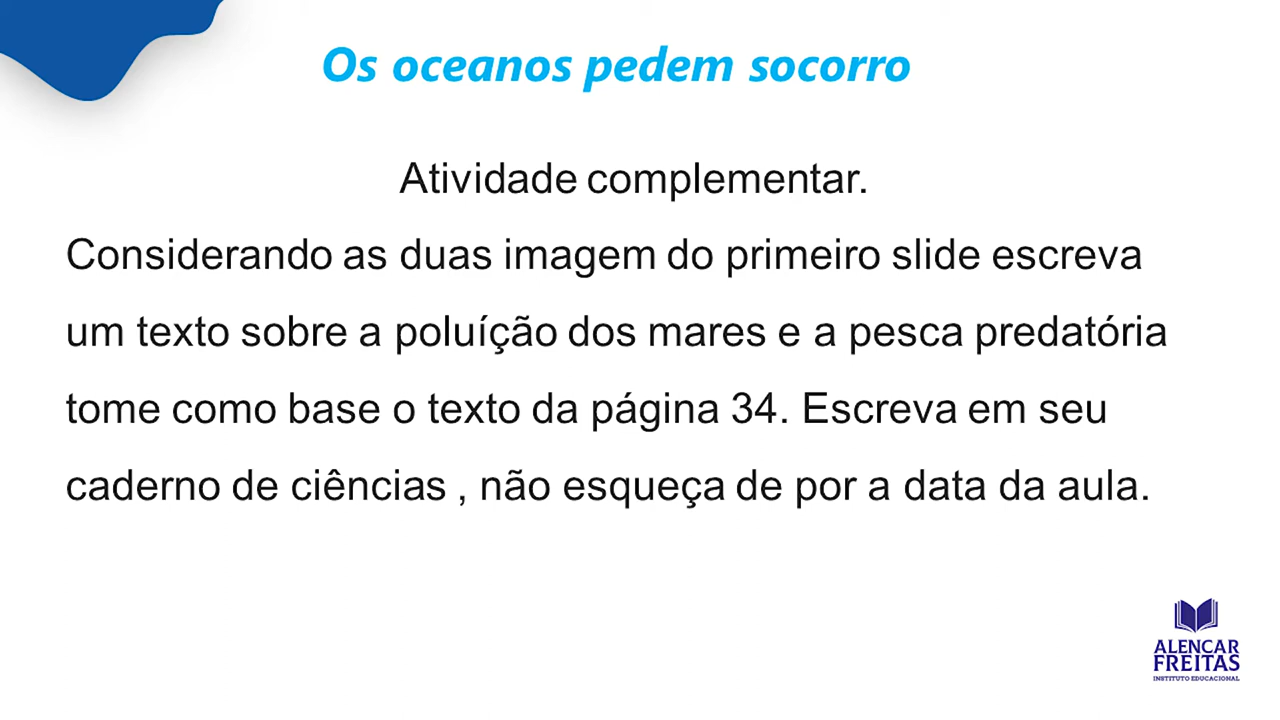 Os oceanos pedem socorro
Atividade complementar.
Considerando as duas imagem do primeiro slide escreva
um texto sobre a poluíção dos mares e a pesca predatória
tome como base o texto da página 34. Escreva em seu
caderno de ciências , não esqueça de por a data da aula.
ALENCAR
FREITAS
INSTITUTO EDUCACIONAL